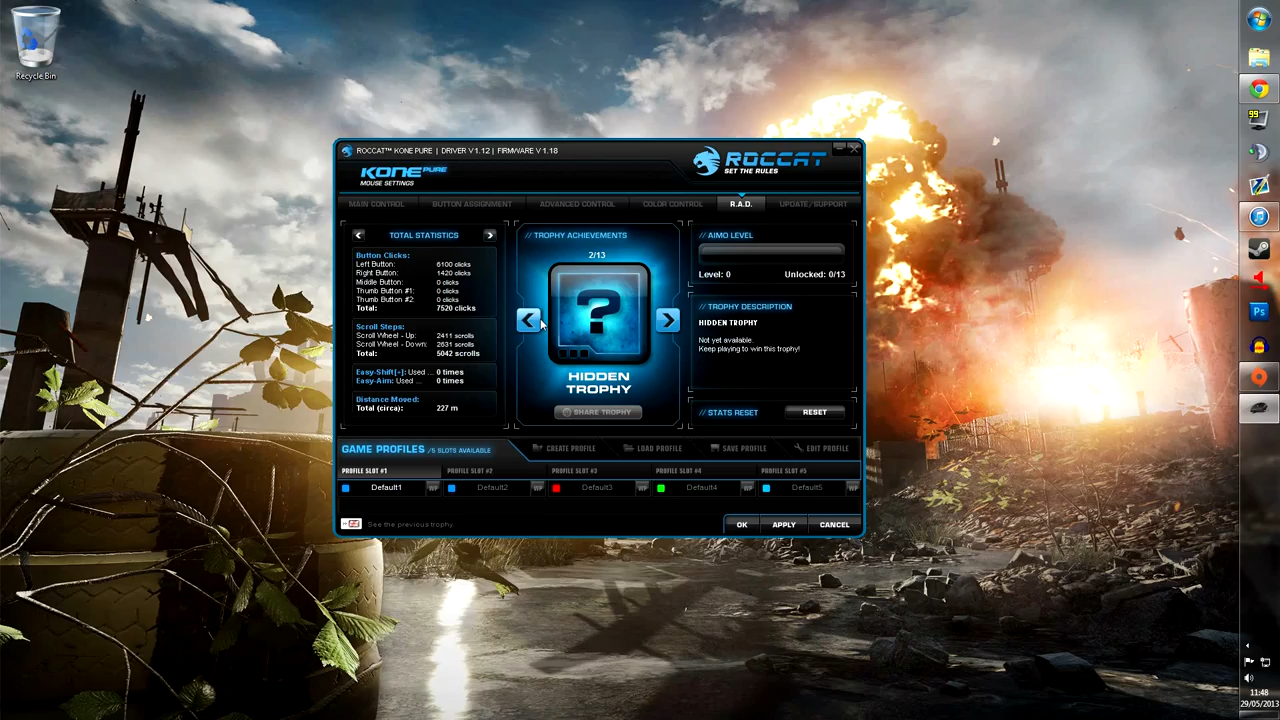 Recycle Bin
ROCCAT™ KONE PURE | DRIVER V 1.12 | FIRMWARE V 1.18
KONE PURE
MOUSE SETTINGS
ROCCAT
SET THE RULES
MAIN CONTROL
BUTTON ASSIGNMENT
ADVANCED CONTROL
COLOR CONTROL
R.A.D.
UPDATE/SUPPORT
TOTAL STATISTICS
Button Clicks:
Left Button: 6100 clicks
Right Button: 1420 clicks
Middle Button: 0 clicks
Thumb Button #1: 0 clicks
Thumb Button #2: 0 clicks
Total: 7520 clicks
Scroll Steps:
Scroll Wheel - Up: 2411 scrolls
Scroll Wheel - Down: 2631 scrolls
Total: 5042 scrolls
Easy-Shift[+]: Used ... 0 times
Easy-Aim: Used ... 0 times
Distance Moved:
Total (circa): 227 m
// TROPHY ACHIEVEMENTS
2/13
?
HIDDEN
TROPHY
SHARE TROPHY
// AIMO LEVEL
Level: 0 Unlocked: 0/13
// TROPHY DESCRIPTION
HIDDEN TROPHY
Not yet available.
Keep playing to win this trophy!
// STATS RESET
RESET
GAME PROFILES /5 SLOTS AVAILABLE
CREATE PROFILE
LOAD PROFILE
SAVE PROFILE
EDIT PROFILE
PROFILE SLOT #1
PROFILE SLOT #2
PROFILE SLOT #3
PROFILE SLOT #4
PROFILE SLOT #5
Default1
Default2
Default3
Default4
Default5
See the previous trophy.
OK
APPLY
CANCEL
99
Ps
11:48
29/05/2013